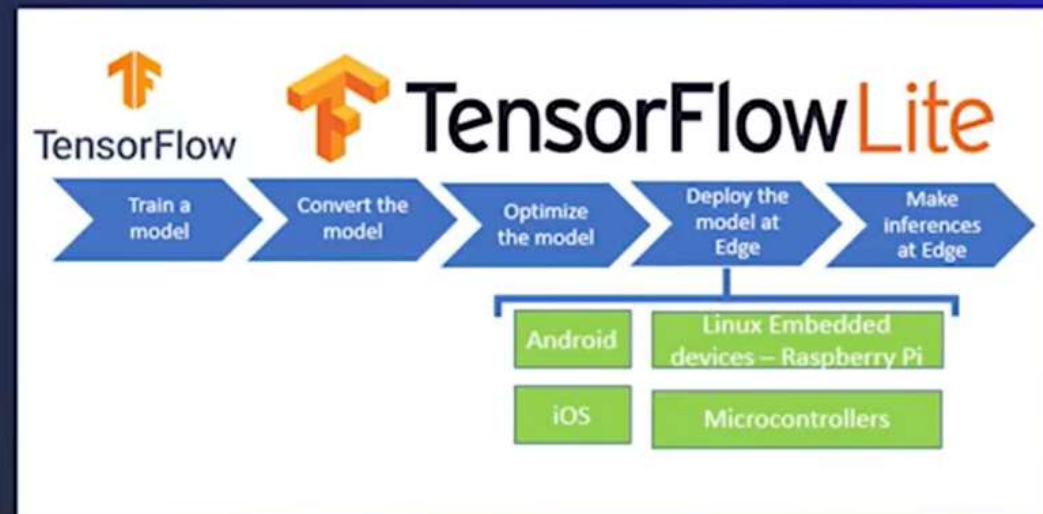 TensorFlow
TensorFlow Lite
Train a
model
Convert the
model
Optimize
the model
Deploy the
model at
Edge
Make
inferences
at Edge
Android
Linux Embedded
devices – Raspberry Pi
iOS
Microcontrollers